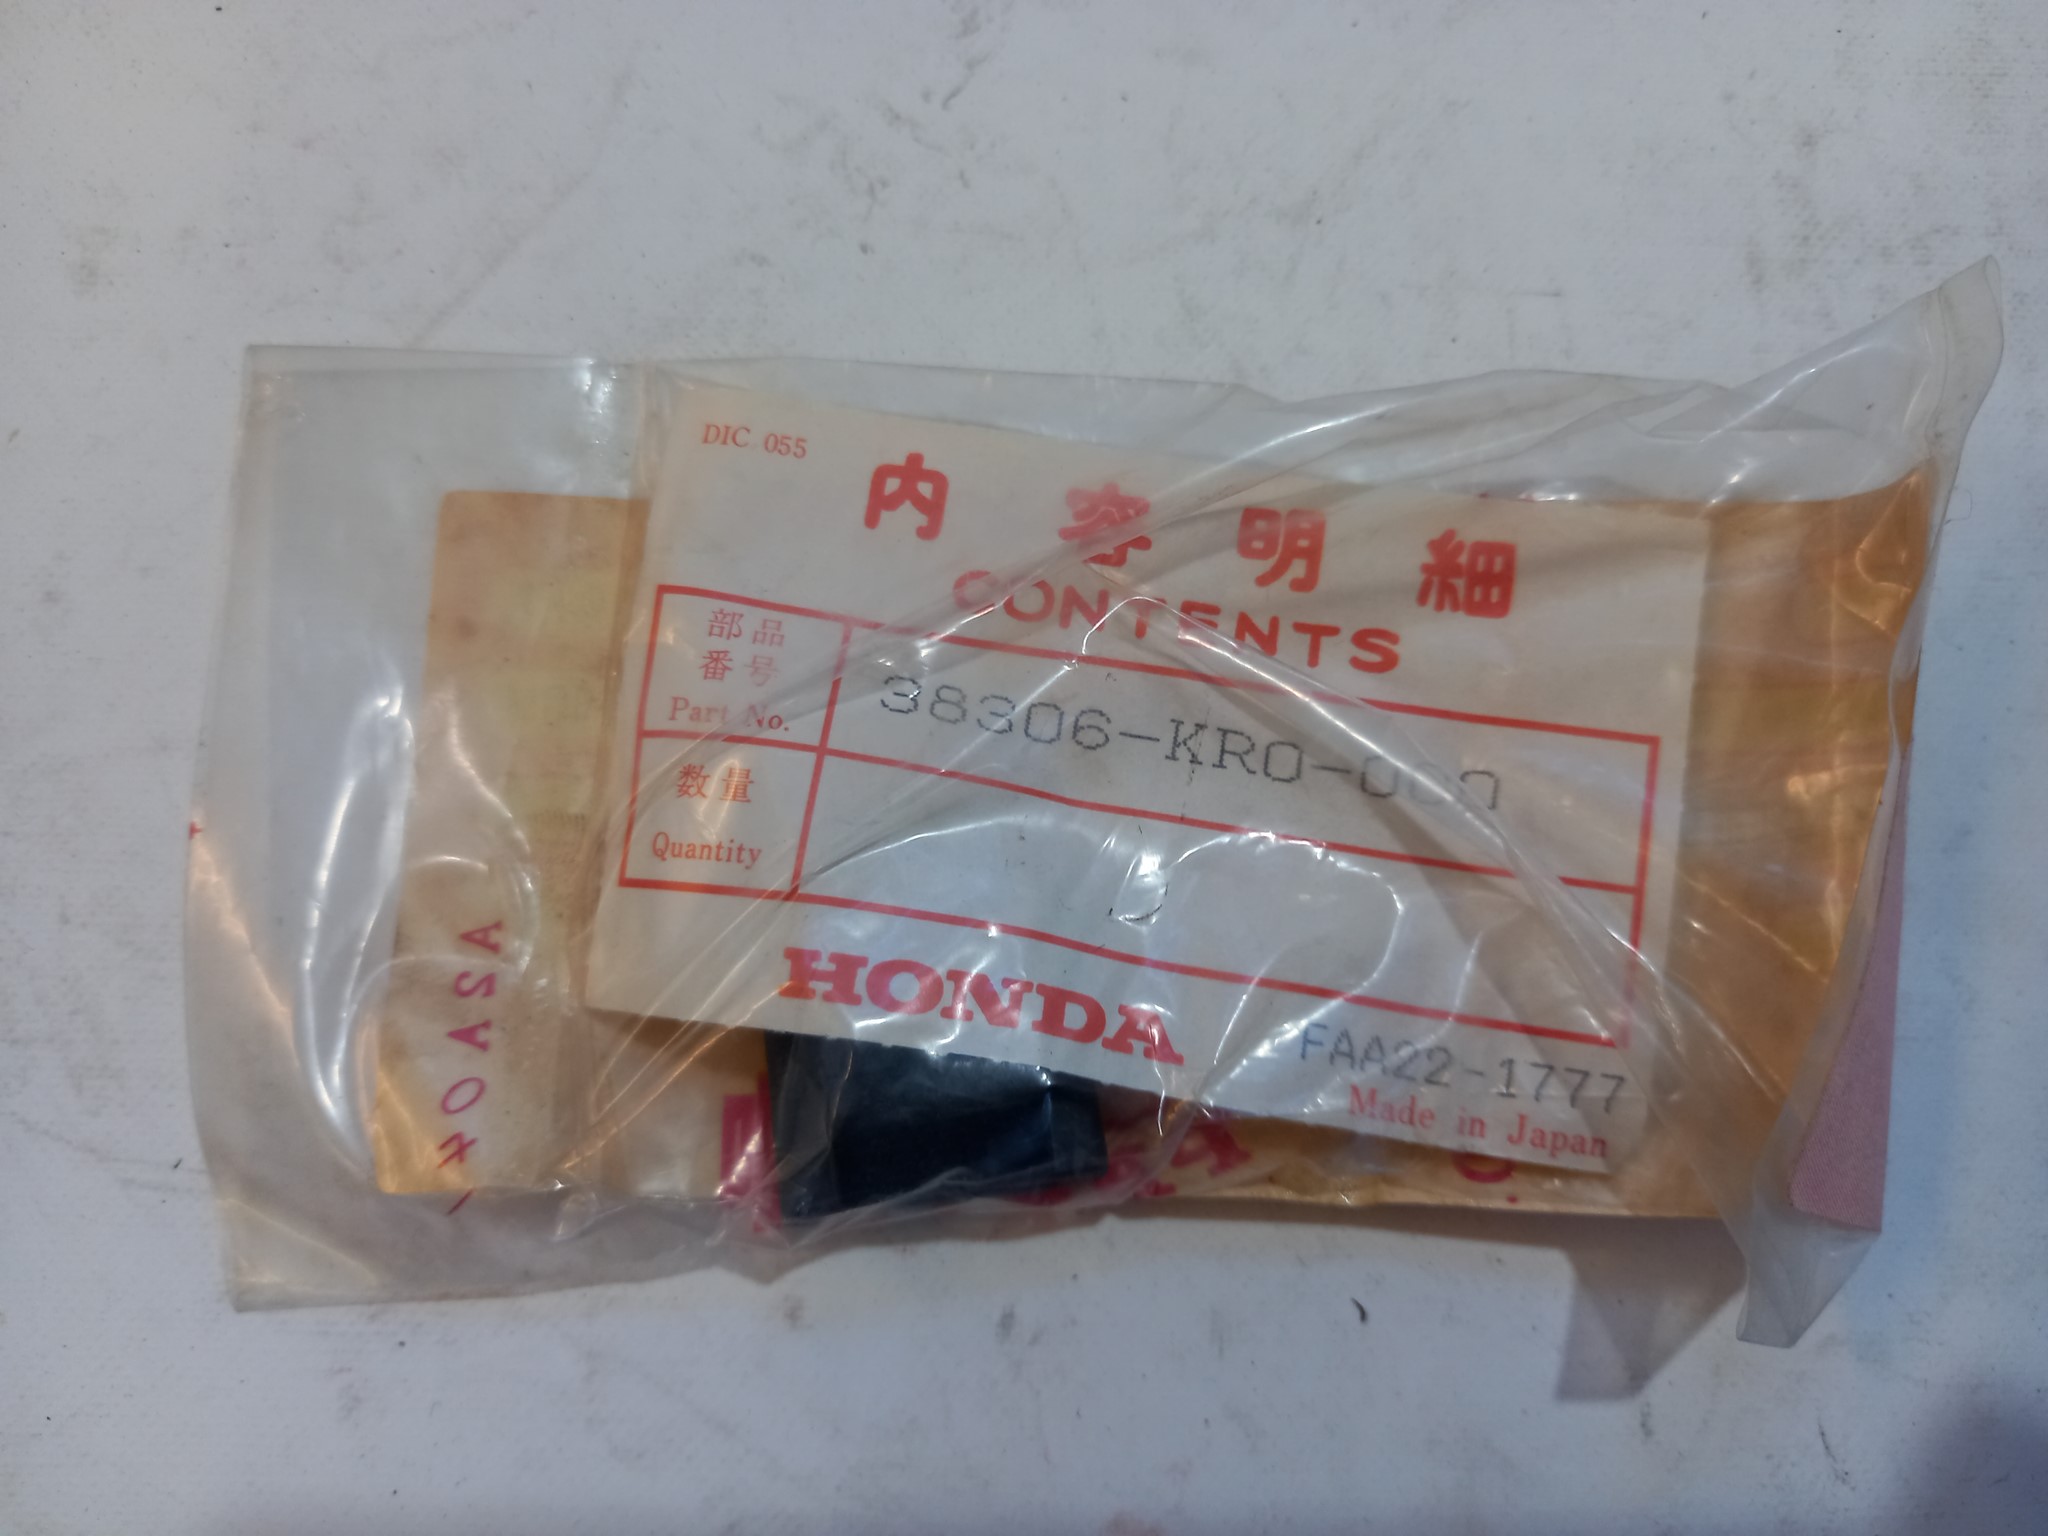 DIC 055
内容明細
CONTENTS
部品
番号
Part No.
38306-KR0-000
数量
Quantity
HONDA
FAA22-1777
Made in Japan